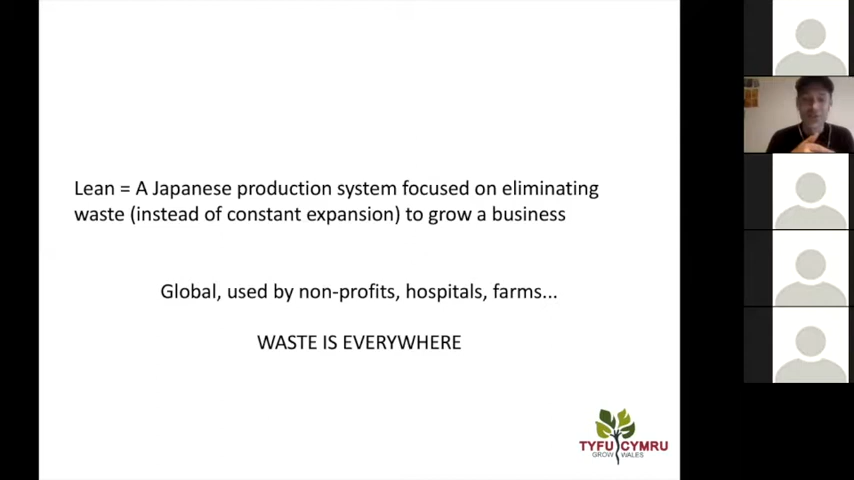 Lean = A Japanese production system focused on eliminating
waste (instead of constant expansion) to grow a business
Global, used by non-profits, hospitals, farms...
WASTE IS EVERYWHERE
TYFU CYMRU
GROW WALES